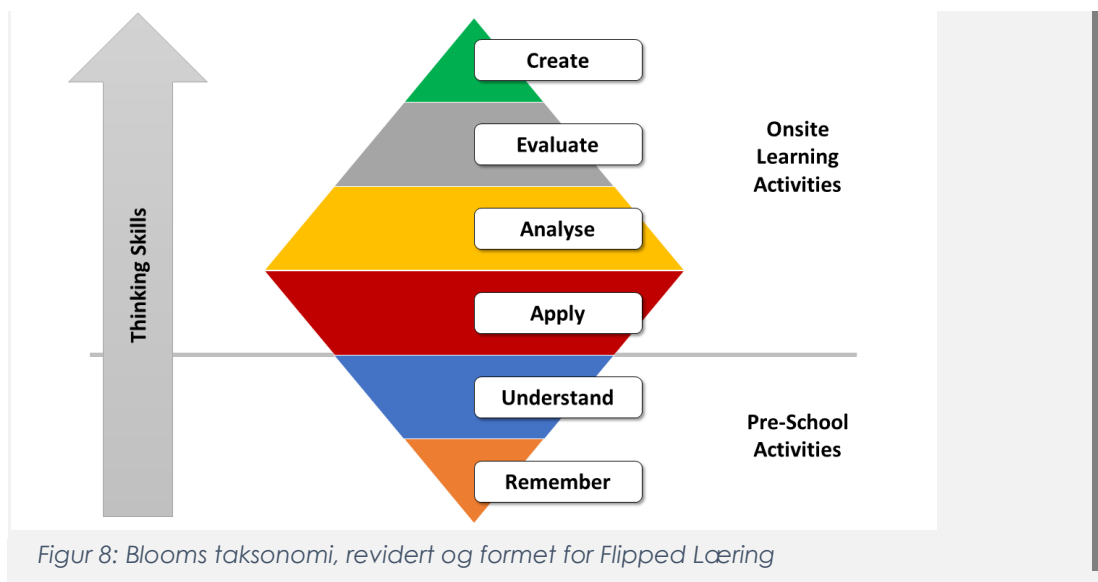 Create
Evaluate
Analyse
Apply
Understand
Remember
Thinking Skills
Onsite
Learning
Activities
Pre-School
Activities
Figur 8: Blooms taksonomi, revidert og formet for Flipped Læring